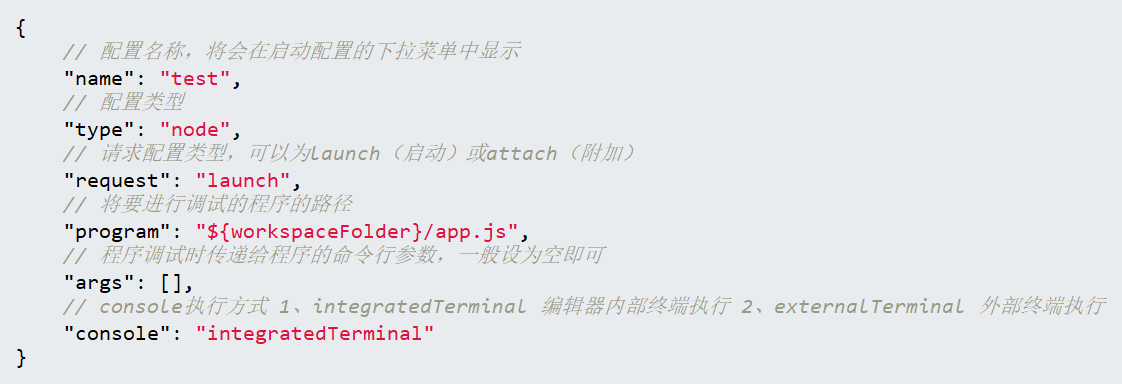 {
    // 配置名称，将会在启动配置的下拉菜单中显示
    "name": "test",
    // 配置类型
    "type": "node",
    // 请求配置类型，可以为launch（启动）或attach（附加）
    "request": "launch",
    // 将要进行调试的程序的路径
    "program": "${workspaceFolder}/app.js",
    // 程序调试时传递给程序的命令行参数，一般设为空即可
    "args": [],
    // console执行方式 1、integratedTerminal 编辑器内部终端执行 2、externalTerminal 外部终端执行
    "console": "integratedTerminal"
}